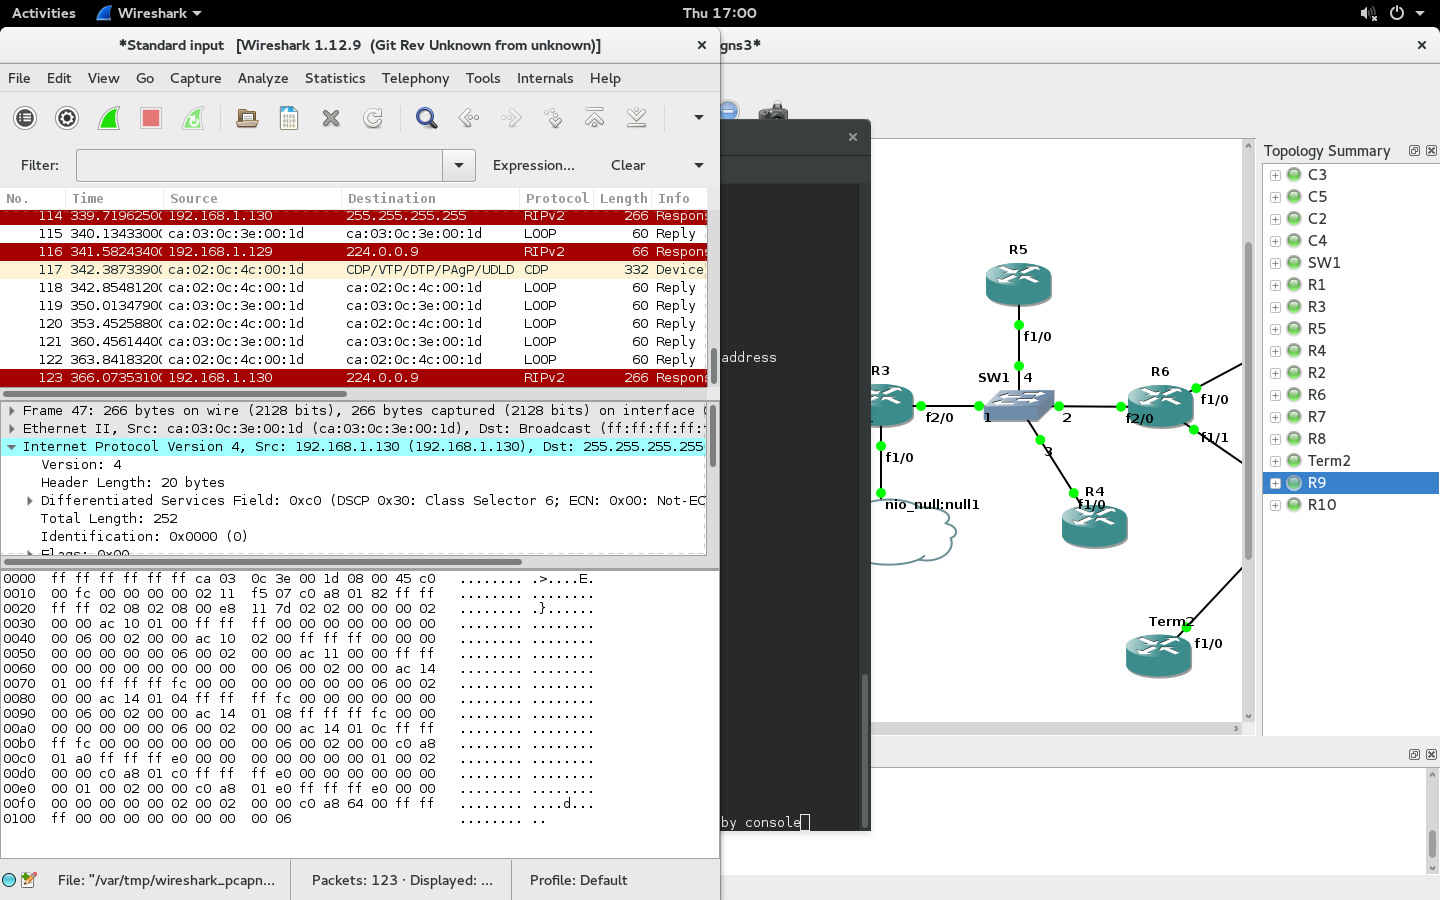 Activities
Wireshark
Thu 17:00
*Standard input [Wireshark 1.12.9 (Git Rev Unknown from unknown)]
gns3*
File Edit View Go Capture Analyze Statistics Telephony Tools Internals Help
Filter:
Expression...
Clear
No. Time Source Destination Protocol Length Info
114 339.71962500 192.168.1.130 255.255.255.255 RIPv2 266 Respons
115 340.13433000 ca:03:0c:3e:00:1d ca:03:0c:3e:00:1d LOOP 60 Reply
116 341.58243400 192.168.1.129 224.0.0.9 RIPv2 66 Respons
117 342.38733900 ca:02:0c:4c:00:1d CDP/VTP/DTP/PAgP/UDLD CDP 332 Device
118 342.85481200 ca:02:0c:4c:00:1d ca:02:0c:4c:00:1d LOOP 60 Reply
119 350.01347900 ca:03:0c:3e:00:1d ca:03:0c:3e:00:1d LOOP 60 Reply
120 353.45258800 ca:02:0c:4c:00:1d ca:02:0c:4c:00:1d LOOP 60 Reply
121 360.45614400 ca:03:0c:3e:00:1d ca:03:0c:3e:00:1d LOOP 60 Reply
122 363.84183200 ca:02:0c:4c:00:1d ca:02:0c:4c:00:1d LOOP 60 Reply
123 366.07353100 192.168.1.130 224.0.0.9 RIPv2 266 Respons
Frame 47: 266 bytes on wire (2128 bits), 266 bytes captured (2128 bits) on interface
Ethernet II, Src: ca:03:0c:3e:00:1d (ca:03:0c:3e:00:1d), Dst: Broadcast (ff:ff:ff:ff:
Internet Protocol Version 4, Src: 192.168.1.130 (192.168.1.130), Dst: 255.255.255.255
Version: 4
Header Length: 20 bytes
Differentiated Services Field: 0xc0 (DSCP 0x30: Class Selector 6; ECN: 0x00: Not-EC
Total Length: 252
Identification: 0x0000 (0)
Flags: 0x00
0000 ff ff ff ff ff ff ca 03 0c 3e 00 1d 08 00 45 c0 ........ .>....E.
0010 00 fc 00 00 00 00 02 11 f5 07 c0 a8 01 82 ff ff ........ ........
0020 ff ff 02 08 02 08 00 e8 11 7d 02 02 00 00 00 02 ........ .}......
0030 00 00 ac 10 01 00 ff ff ff 00 00 00 00 00 00 00 ........ ........
0040 00 06 00 02 00 00 ac 10 02 00 ff ff ff 00 00 00 ........ ........
0050 00 00 00 00 00 06 00 02 00 00 ac 11 00 00 ff ff ........ ........
0060 00 00 00 00 00 00 00 00 00 06 00 02 00 00 ac 14 ........ ........
0070 01 00 ff ff ff fc 00 00 00 00 00 00 00 06 00 02 ........ ........
0080 00 00 ac 14 01 04 ff ff ff fc 00 00 00 00 00 00 ........ ........
0090 00 06 00 02 00 00 ac 14 01 08 ff ff ff fc 00 00 ........ ........
00a0 00 00 00 00 00 06 00 02 00 00 ac 14 01 0c ff ff ........ ........
00b0 ff fc 00 00 00 00 00 00 00 06 00 02 00 00 c0 a8 ........ ........
00c0 01 a0 ff ff ff e0 00 00 00 00 00 00 00 01 00 02 ........ ........
00d0 00 00 c0 a8 01 c0 ff ff ff e0 00 00 00 00 00 00 ........ ........
00e0 00 01 00 02 00 00 c0 a8 01 e0 ff ff ff e0 00 00 ........ ........
00f0 00 00 00 00 00 02 00 02 00 00 c0 a8 64 00 ff ff ........ ....d...
0100 ff 00 00 00 00 00 00 00 00 06 ........ ..
File: "/var/tmp/wireshark_pcapn...
Packets: 123 · Displayed: ...
Profile: Default
address
by console
R5
f1/0
R3
SW1
4
R6
f1/0
f2/0
1
2
f2/0
f1/1
3
f1/0
R4
nio_null:null1
f1/0
Term2
f1/0
Topology Summary
C3
C5
C2
C4
SW1
R1
R3
R5
R4
R2
R6
R7
R8
Term2
R9
R10